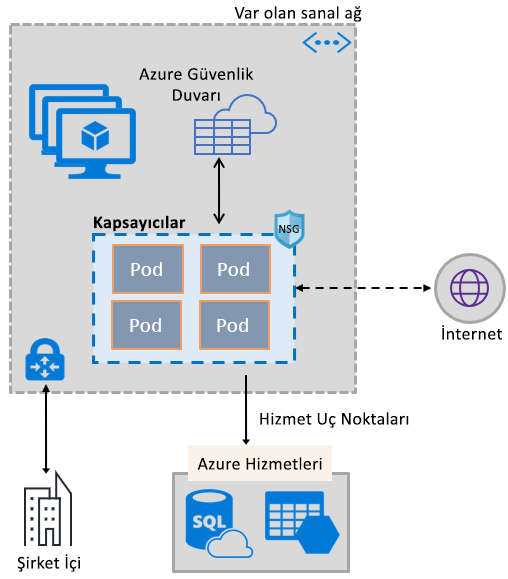 Var olan sanal ağ
Azure Güvenlik
Duvarı
Kapsayıcılar
NSG
Pod
Pod
Pod
Pod
İnternet
Hizmet Uç Noktaları
Azure Hizmetleri
SQL
Şirket İçi